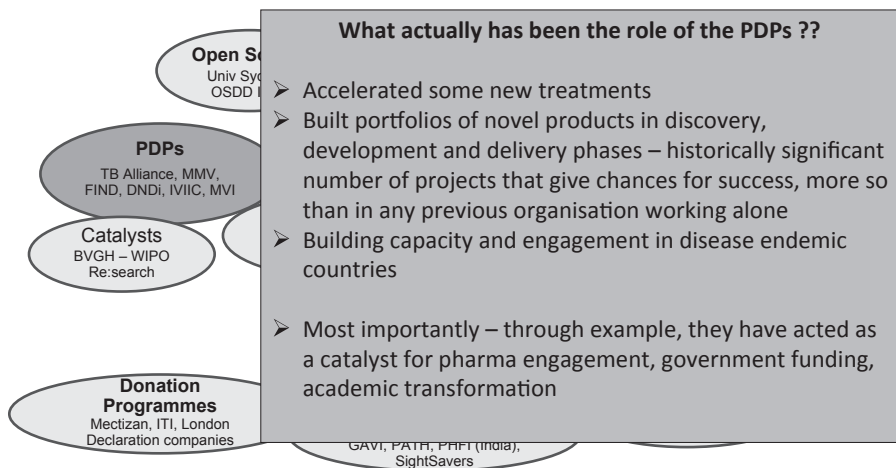 What actually has been the role of the PDPs ??
Accelerated some new treatments
Built portfolios of novel products in discovery,
development and delivery phases – historically significant
number of projects that give chances for success, more so
than in any previous organisation working alone
Building capacity and engagement in disease endemic
countries
Most importantly – through example, they have acted as
a catalyst for pharma engagement, government funding,
academic transformation
Open
Univ
OSDD
PDPs
TB Alliance, MMV,
FIND, DNDi, IVIIC, MVI
Catalysts
BVGH – WIPO
Re:search
Donation
Programmes
Mectizan, ITI, London
Declaration companies
GAVI, PATH, PHFI (India),
SightSavers